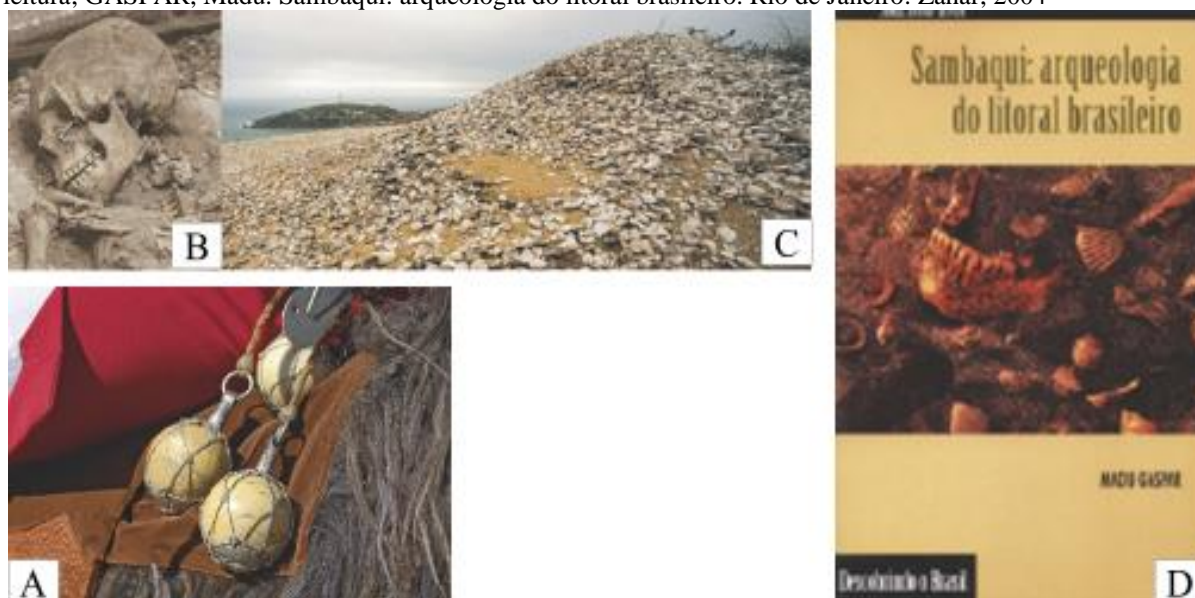 leitura, GASPAR, Madu. Sambaqui: arqueologia do litoral brasileiro. Rio de Janeiro: Zahar, 2004
B
C
Sambaqui: arqueologia
do litoral brasileiro
MADU GASPAR
A
Descobrindo o Brasil
D